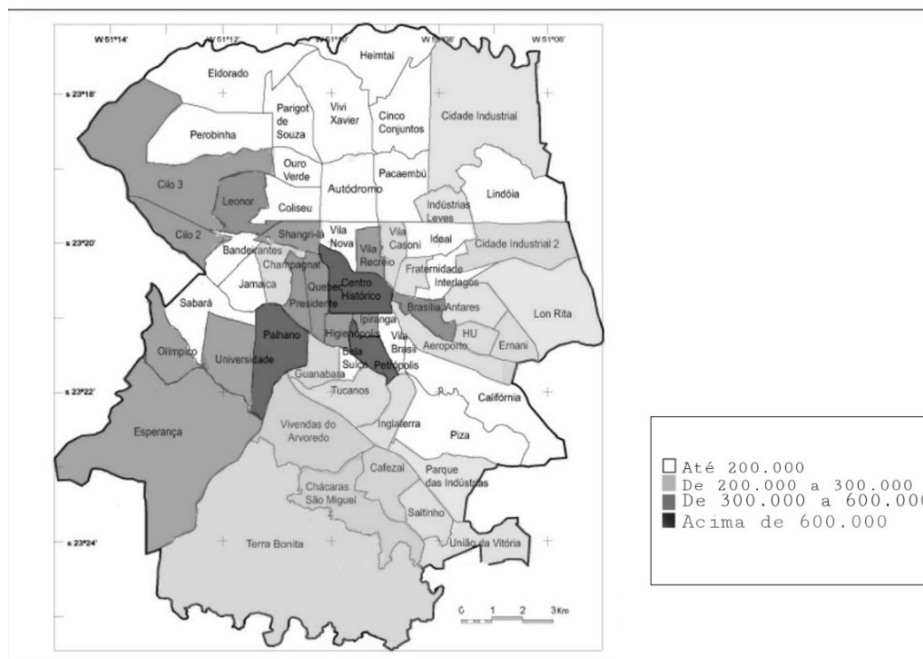 W 51°14'
W 51°12'
W 51°10'
W 51°08'
W 51°06'
Heimtal
Eldorado
s 23°18'
Parigot
de
Souza
Vivi
Xavier
Cinco
Conjuntos
Cidade Industrial
Perobinha
Ouro
Verde
Pacaembú
Cilo 3
Leonor
Autódromo
Lindóia
Coliseu
Indústrias
Leves
Cilo 2
Shangri-lá
Vila
Nova
Vila
Casoni
Ideal
s 23°20'
Bandeirantes
Vila
Recreio
Cidade Industrial 2
Champagnat
Fraternidade
Jamaica
Quebec
Centro
Histórico
Interlagos
Sabará
Presidente
Brasília
Antares
Lon Rita
Ipiranga
Olímpico
Universidade
Palhano
Higienópolis
Vila
Brasil
HU
Aeroporto
Ernani
Bela
Suíça
Petrópolis
Guanabara
s 23°22'
Tucanos
Califórnia
Esperança
Vivendas do
Arvoredo
Inglaterra
Piza
Cafezal
Parque
das Indústrias
Chácaras
São Miguel
Saltinho
s 23°24'
Terra Bonita
União da Vitória
0 1 2 3Km
Até 200.000
De 200.000 a 300.000
De 300.000 a 600.000
Acima de 600.000